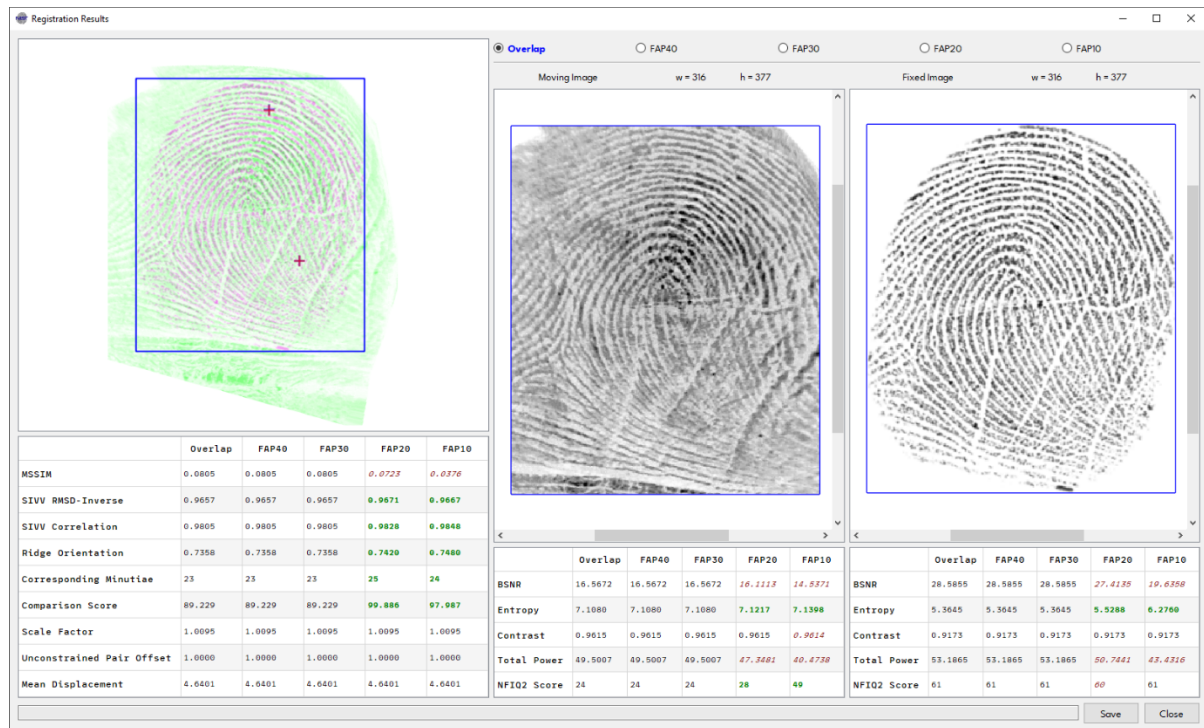 Registration Results
Overlap FAP40 FAP30 FAP20 FAP10
Moving Image w = 316 h = 377 Fixed Image w = 316 h = 377
Overlap FAP40 FAP30 FAP20 FAP10
MSSIM 0.0805 0.0805 0.0805 0.0723 0.0376
SIVV RMSD-Inverse 0.9657 0.9657 0.9657 0.9671 0.9667
SIVV Correlation 0.9805 0.9805 0.9805 0.9828 0.9848
Ridge Orientation 0.7358 0.7358 0.7358 0.7420 0.7480
Corresponding Minutiae 23 23 23 25 24
Comparison Score 89.229 89.229 89.229 99.886 97.987
Scale Factor 1.0095 1.0095 1.0095 1.0095 1.0095
Unconstrained Pair Offset 1.0000 1.0000 1.0000 1.0000 1.0000
Mean Displacement 4.6401 4.6401 4.6401 4.6401 4.6401
Overlap FAP40 FAP30 FAP20 FAP10
BSNR 16.5672 16.5672 16.5672 16.1113 14.5371
Entropy 7.1080 7.1080 7.1080 7.1217 7.1398
Contrast 0.9615 0.9615 0.9615 0.9615 0.9614
Total Power 49.5007 49.5007 49.5007 47.3481 40.4738
NFIQ2 Score 24 24 24 28 49
Overlap FAP40 FAP30 FAP20 FAP10
BSNR 28.5855 28.5855 28.5855 27.4135 19.6358
Entropy 5.3645 5.3645 5.3645 5.5288 6.2760
Contrast 0.9173 0.9173 0.9173 0.9173 0.9173
Total Power 53.1865 53.1865 53.1865 50.7441 43.4316
NFIQ2 Score 61 61 61 60 61
Save Close